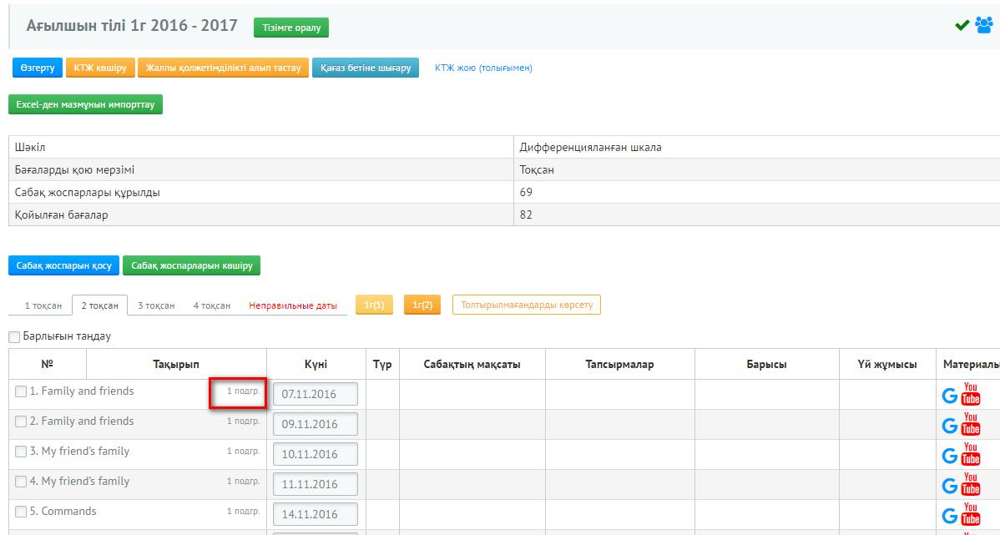 Ағылшын тілі 1г 2016 - 2017 Тізімге оралу
Өзгерту КТЖ көшіру Жалпы қолжетімділікті алып тастау Қағаз бетіне шығару КТЖ жою (толығымен)
Excel-ден мазмұнын импорттау
Шәкіл Дифференцияланған шкала
Бағаларды қою мерзімі Тоқсан
Сабақ жоспарлары құрылды 69
Қойылған бағалар 82
Сабақ жоспарын қосу Сабақ жоспарларын көшіру
1 тоқсан 2 тоқсан 3 тоқсан 4 тоқсан Неправильные даты 1г(1) 1г(2) Толтырылмағандарды көрсету
Барлығын таңдау
№ Тақырып Күні Түр Сабақтың мақсаты Тапсырмалар Барысы Үй жұмысы Материалы
1. Family and friends 1 подгр. 07.11.2016 G You Tube
2. Family and friends 1 подгр. 09.11.2016 G You Tube
3. My friend's family 1 подгр. 10.11.2016 G You Tube
4. My friend's family 1 подгр. 11.11.2016 G You Tube
5. Commands 1 подгр. 14.11.2016 G You Tube